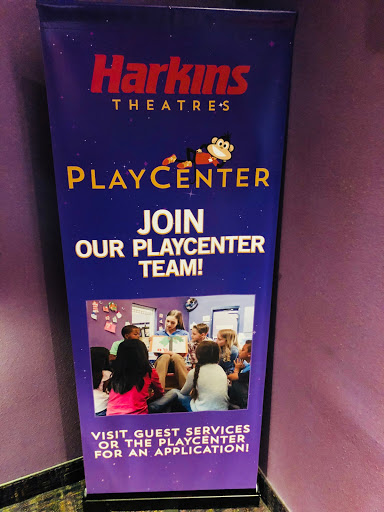 Harkins
THEATRES
PLAYCENTER
JOIN
OUR PLAYCENTER
TEAM!
VISIT GUEST SERVICES
OR THE PLAYCENTER
FOR AN APPLICATION!